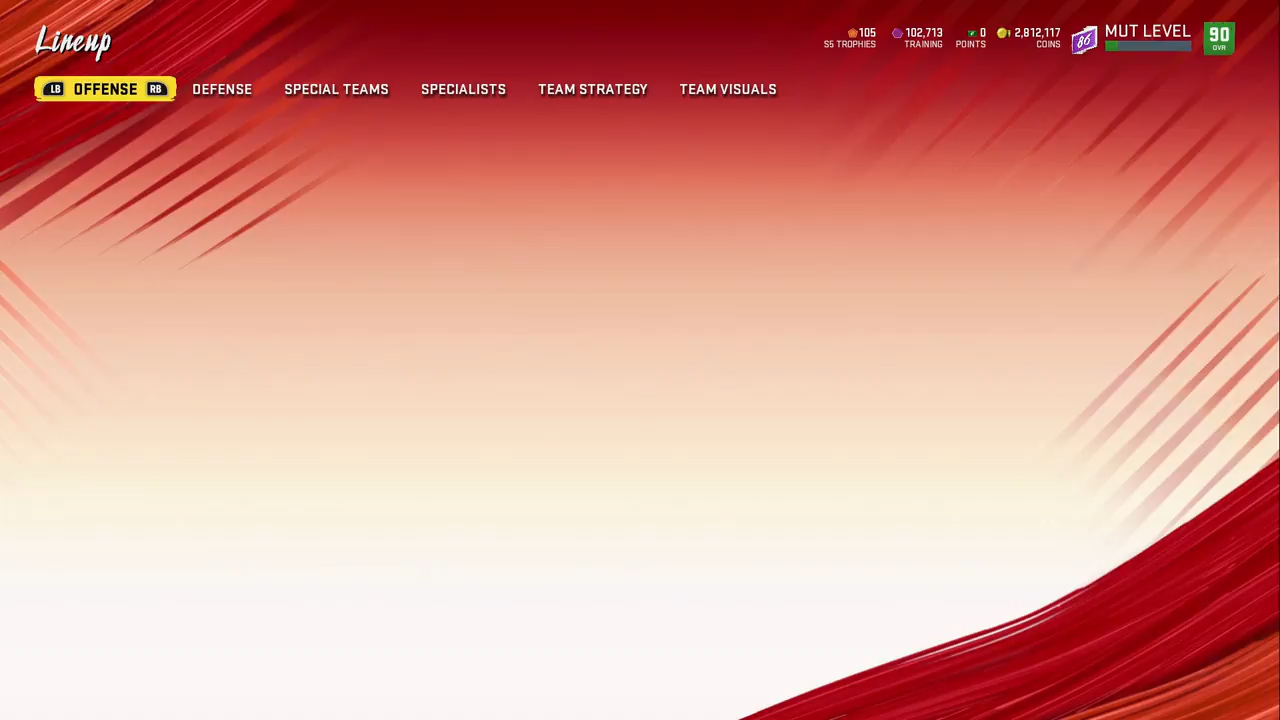 Lineup
105
S5 TROPHIES
102,713
TRAINING
0
POINTS
2,812,117
COINS
86
MUT LEVEL
90
OVR
LB OFFENSE RB DEFENSE SPECIAL TEAMS SPECIALISTS TEAM STRATEGY TEAM VISUALS